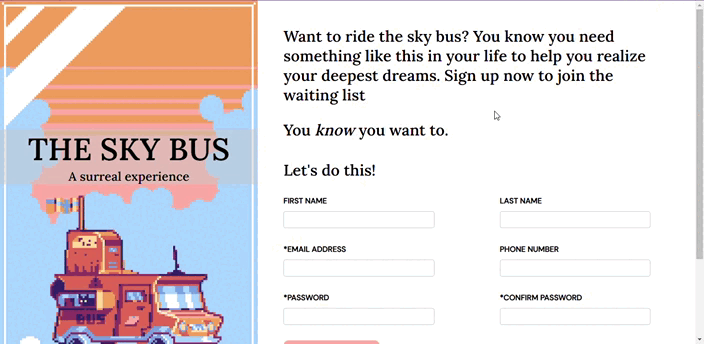 THE SKY BUS
A surreal experience
BUS
Want to ride the sky bus? You know you need
something like this in your life to help you realize
your deepest dreams. Sign up now to join the
waiting list
You know you want to.
Let's do this!
FIRST NAME
LAST NAME
*EMAIL ADDRESS
PHONE NUMBER
*PASSWORD
*CONFIRM PASSWORD